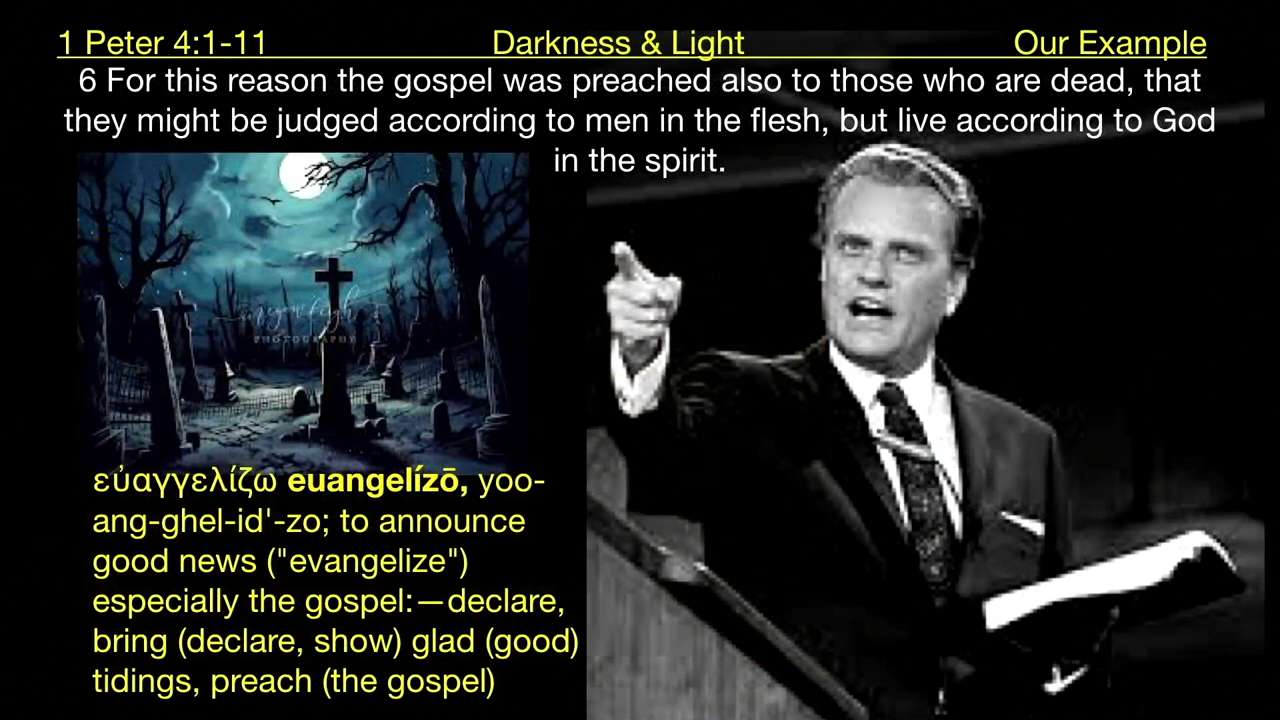 1 Peter 4:1-11 Darkness & Light Our Example
6 For this reason the gospel was preached also to those who are dead, that
they might be judged according to men in the flesh, but live according to God
in the spirit.
PHOTOGRAPHY
εὐαγγελίζω euangelízō, yoo-
ang-ghel-id'-zo; to announce
good news ("evangelize")
especially the gospel:—declare,
bring (declare, show) glad (good)
tidings, preach (the gospel)